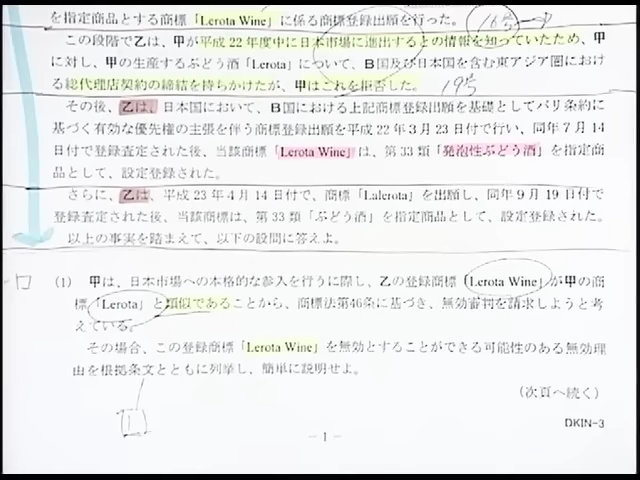 を指定商品とする商標「Lerota Wine」に係る商標登録出願を行った。 16号
この段階で乙は、甲が平成22年度中に日本市場に進出するとの情報を知っていたため、甲
に対し、甲の生産するぶどう酒「Lerota」について、B国及び日本国を含む東アジア圏におけ
る総代理店契約の締結を持ちかけたが、甲はこれを拒否した。 19号
その後、乙は、日本国において、B国における上記商標登録出願を基礎としてパリ条約に
基づく有効な優先権の主張を伴う商標登録出願を平成22年3月23日付で行い、同年7月14
日付で登録査定された後、当該商標「Lerota Wine」は、第33類「発泡性ぶどう酒」を指定商
品として、設定登録された。
さらに、乙は、平成23年4月14日付で、商標「Lalerota」を出願し、同年9月19日付で
登録査定された後、当該商標は、第33類「ぶどう酒」を指定商品として、設定登録された。
以上の事実を踏まえて、以下の設問に答えよ。
(1) 甲は、日本市場への本格的な参入を行うに際し、乙の登録商標「Lerota Wine」が甲の商
標「Lerota」と類似であることから、商標法第46条に基づき、無効審判を請求しようと考
えている。
その場合、この登録商標「Lerota Wine」を無効とすることができる可能性のある無効理
由を根拠条文とともに列挙し、簡単に説明せよ。
(次頁へ続く)
1
DKIN-3
-1-